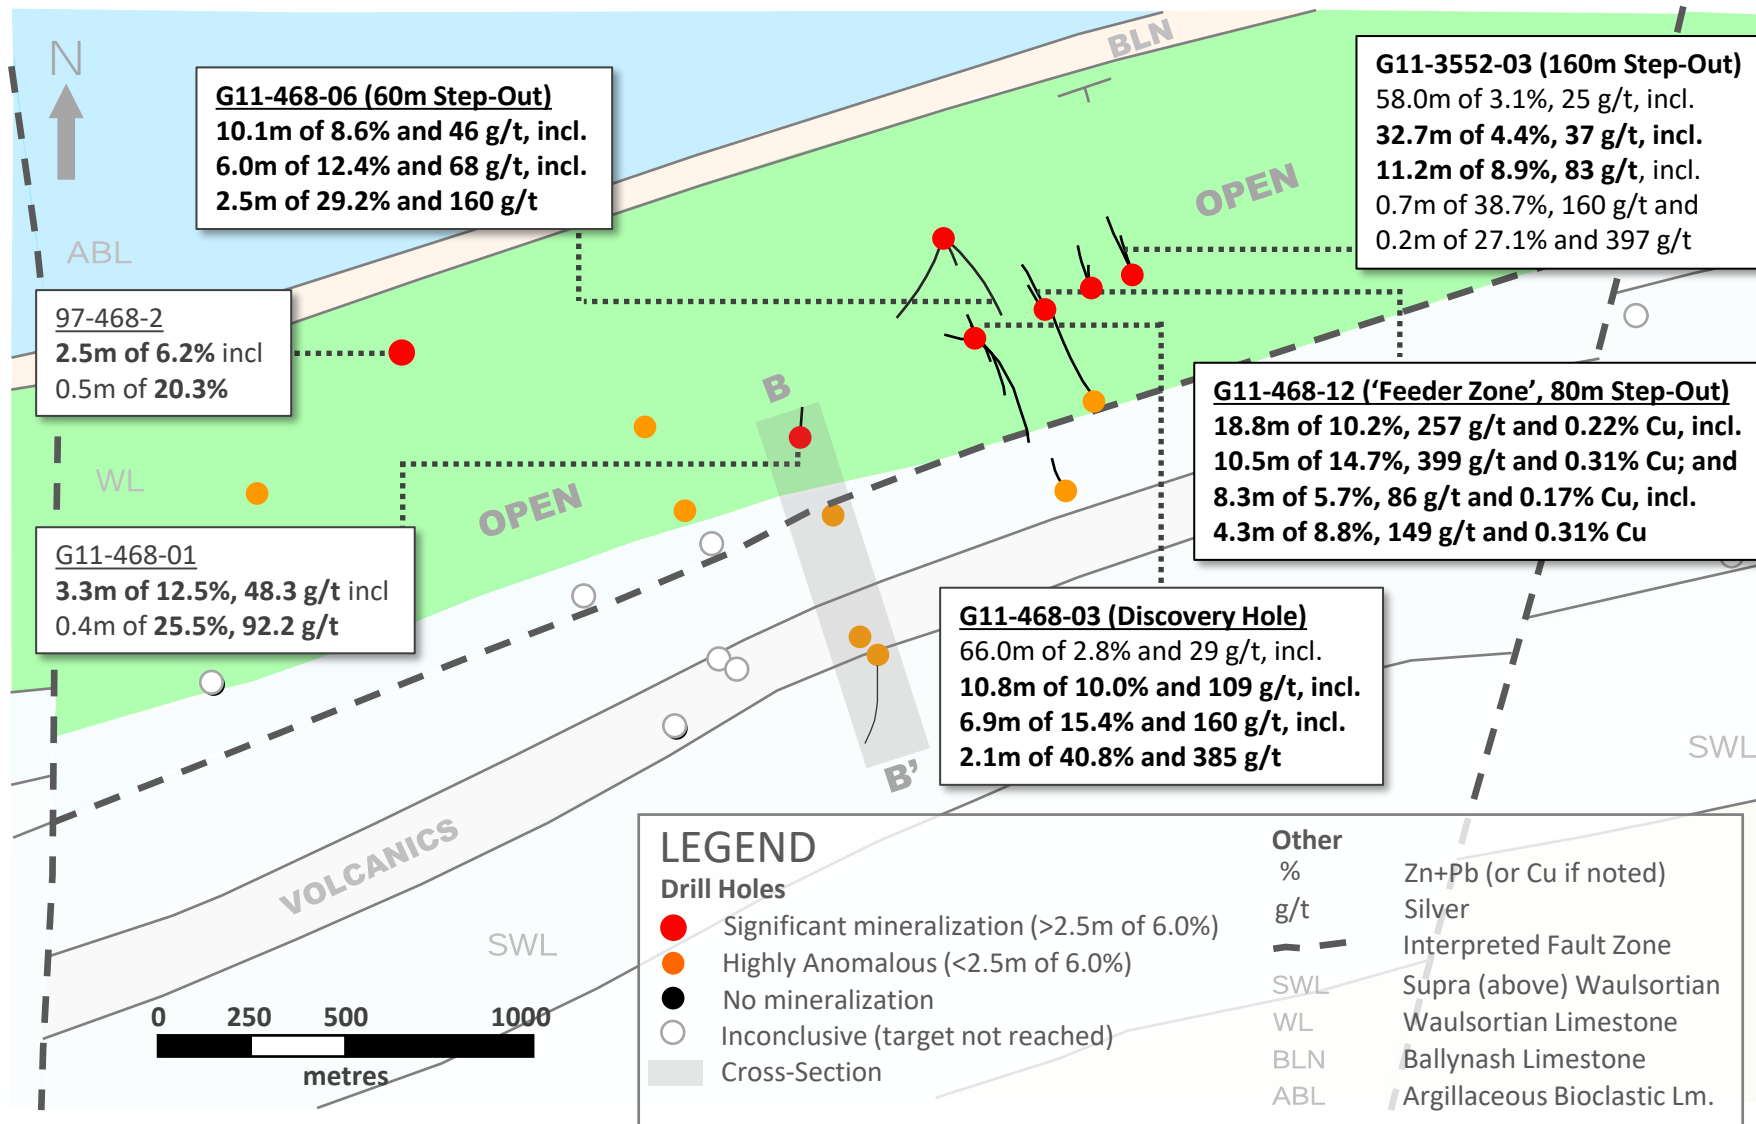 N
BLN
G11-468-06 (60m Step-Out)
10.1m of 8.6% and 46 g/t, incl.
6.0m of 12.4% and 68 g/t, incl.
2.5m of 29.2% and 160 g/t
G11-3552-03 (160m Step-Out)
58.0m of 3.1%, 25 g/t, incl.
32.7m of 4.4%, 37 g/t, incl.
11.2m of 8.9%, 83 g/t, incl.
0.7m of 38.7%, 160 g/t and
0.2m of 27.1% and 397 g/t
OPEN
ABL
97-468-2
2.5m of 6.2% incl
0.5m of 20.3%
B
G11-468-12 (‘Feeder Zone’, 80m Step-Out)
18.8m of 10.2%, 257 g/t and 0.22% Cu, incl.
10.5m of 14.7%, 399 g/t and 0.31% Cu; and
8.3m of 5.7%, 86 g/t and 0.17% Cu, incl.
4.3m of 8.8%, 149 g/t and 0.31% Cu
WL
OPEN
G11-468-01
3.3m of 12.5%, 48.3 g/t incl
0.4m of 25.5%, 92.2 g/t
G11-468-03 (Discovery Hole)
66.0m of 2.8% and 29 g/t, incl.
10.8m of 10.0% and 109 g/t, incl.
6.9m of 15.4% and 160 g/t, incl.
2.1m of 40.8% and 385 g/t
B’
SWL
VOLCANICS
SWL
0 250 500 1000
metres
LEGEND
Drill Holes
Significant mineralization (>2.5m of 6.0%)
Highly Anomalous (<2.5m of 6.0%)
No mineralization
Inconclusive (target not reached)
Cross-Section
Other
% Zn+Pb (or Cu if noted)
g/t Silver
Interpreted Fault Zone
SWL Supra (above) Waulsortian
WL Waulsortian Limestone
BLN Ballynash Limestone
ABL Argillaceous Bioclastic Lm.